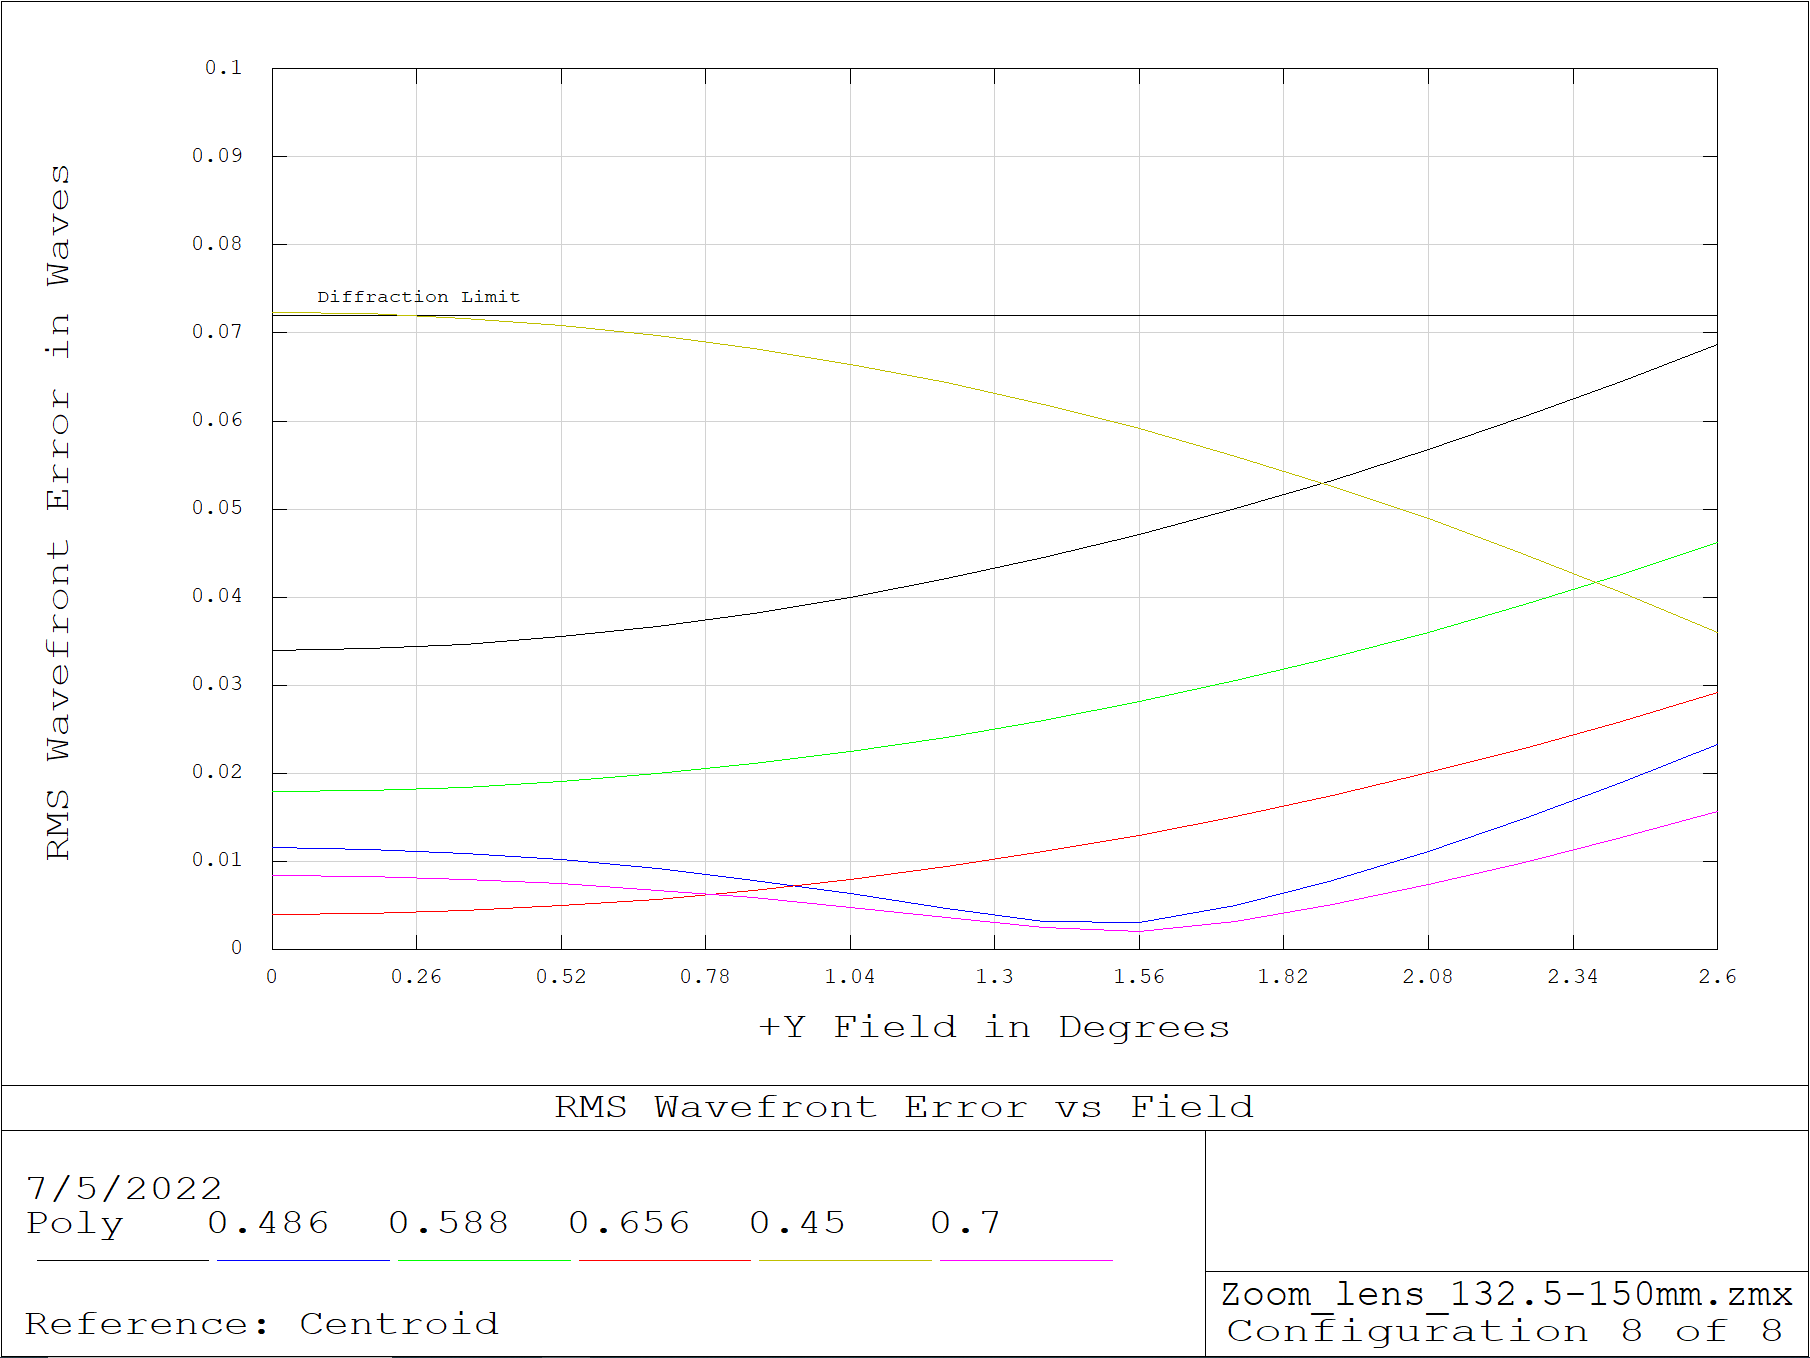 RMS Wavefront Error in Waves
0.1
0.09
0.08
0.07
0.06
0.05
0.04
0.03
0.02
0.01
0
Diffraction Limit
0 0.26 0.52 0.78 1.04 1.3 1.56 1.82 2.08 2.34 2.6
+Y Field in Degrees
RMS Wavefront Error vs Field
7/5/2022
Poly 0.486 0.588 0.656 0.45 0.7
Reference: Centroid
Zoom_lens_132.5-150mm.zmx
Configuration 8 of 8